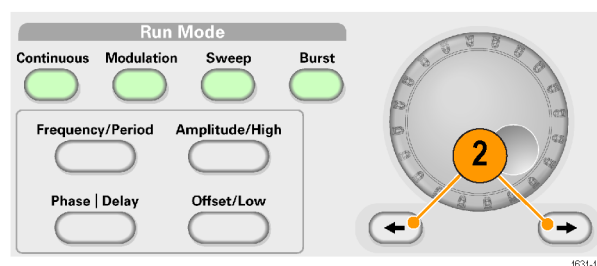 Run Mode
Continuous Modulation Sweep Burst
Frequency/Period Amplitude/High
Phase | Delay Offset/Low
2
1631-1